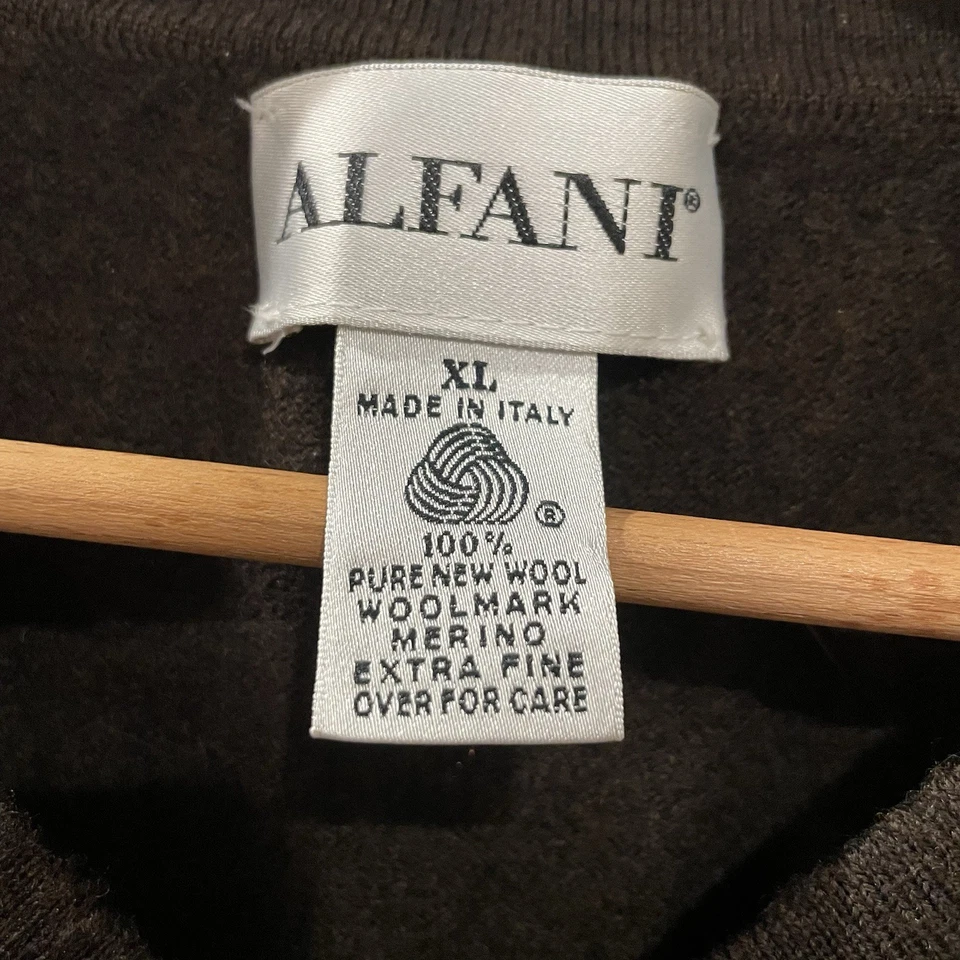 ALFANI®
XL
MADE IN ITALY
®
100%
PURE NEW WOOL
WOOLMARK
MERINO
EXTRA FINE
OVER FOR CARE